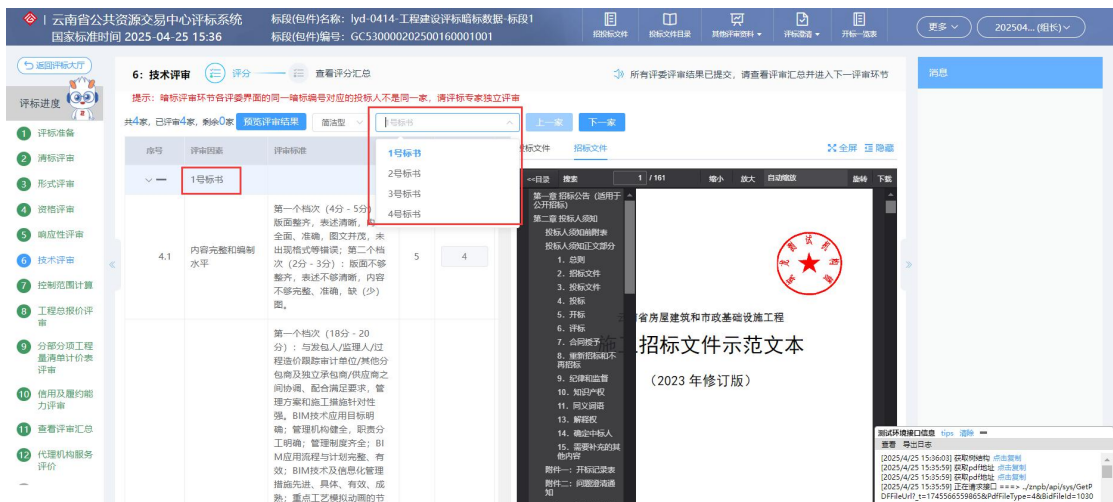 云南省公共资源交易中心评标系统
国家标准时间 2025-04-25 15:36
标段(包件)名称: lyd-0414-工程建设评标暗标数据-标段1
标段(包件)编号: GC530000202500160001001
招投标文件
投标文件目录
其他评审资料
评标澄清
开标一览表
更多
202504... (组长)
返回评标大厅
评标进度
1 评标准备
2 清标评审
3 形式评审
4 资格评审
5 响应性评审
6 技术评审
7 控制范围计算
8 工程总报价评审
9 分部分项工程量清单计价表评审
10 信用及履约能力评审
11 查看评审汇总
12 代理机构服务评价
6: 技术评审
评分
查看评分汇总
所有评委评审结果已提交,请查看评审汇总并进入下一评审环节
提示: 暗标评审环节各评委界面的同一暗标编号对应的投标人不是同一家, 请评标专家独立评审
共4家, 已评审4家, 剩余0家
预览评审结果
简洁型
1号标书
上一家
下一家
1号标书
2号标书
3号标书
4号标书
序号
评审因素
评审标准
1号标书
4.1
内容完整和编制水平
第一个档次(4分-5分)
版面整齐,表述清晰,
全面、准确,图文并茂,未
出现格式等错误;第二个档
次(2分-3分):版面不够
整齐,表述不够清晰,内容
不够完整、准确,缺(少)
图。
5
4
第一个档次(18分-20
分):与发包人/监理人/过
程造价跟踪审计单位/其他分
包商及独立承包商/供应商之
间协调、配合满足要求,管
理方案和施工措施针对性
强。BIM技术应用目标明
确;管理机构健全,职责分
工明确;管理制度齐全;BI
M应用流程与计划完整、有
效;BIM技术及信息化管理
措施先进、具体、有效、成
熟;重点工艺模拟动画的节
投标文件
招标文件
全屏
隐藏
<<目录
搜索
1 / 161
缩小
放大
自动缩放
旋转
下载
第一章 招标公告(适用于
公开招标)
第二章 投标人须知
投标人须知前附表
投标人须知正文部分
1. 总则
2. 招标文件
3. 投标文件
4. 投标
5. 开标
6. 评标
7. 合同授予
8. 重新招标和不
再招标
9. 纪律和监督
10. 知识产权
11. 同义词语
12. 解释权
13. 解释权
14. 确定中标人
15. 需要补充的其
他内容
附件一: 开标记录表
附件二: 问题澄清通
知
省房屋建筑和市政基础设施工程
招标文件示范文本
(2023 年修订版)
消息
测试环境接口信息 tips 清除
查看 导出日志
[2025/4/25 15:36:03] 获取树结构 点击复制
[2025/4/25 15:35:59] 获取pdf地址 点击复制
[2025/4/25 15:35:59] 获取pdf地址 点击复制
[2025/4/25 15:35:59] 正在请求接口 ===> ../znpb/api/sys/GetP
DFFileUrl?_t=1745566559865&PdfFileType=4&BidFileId=1030